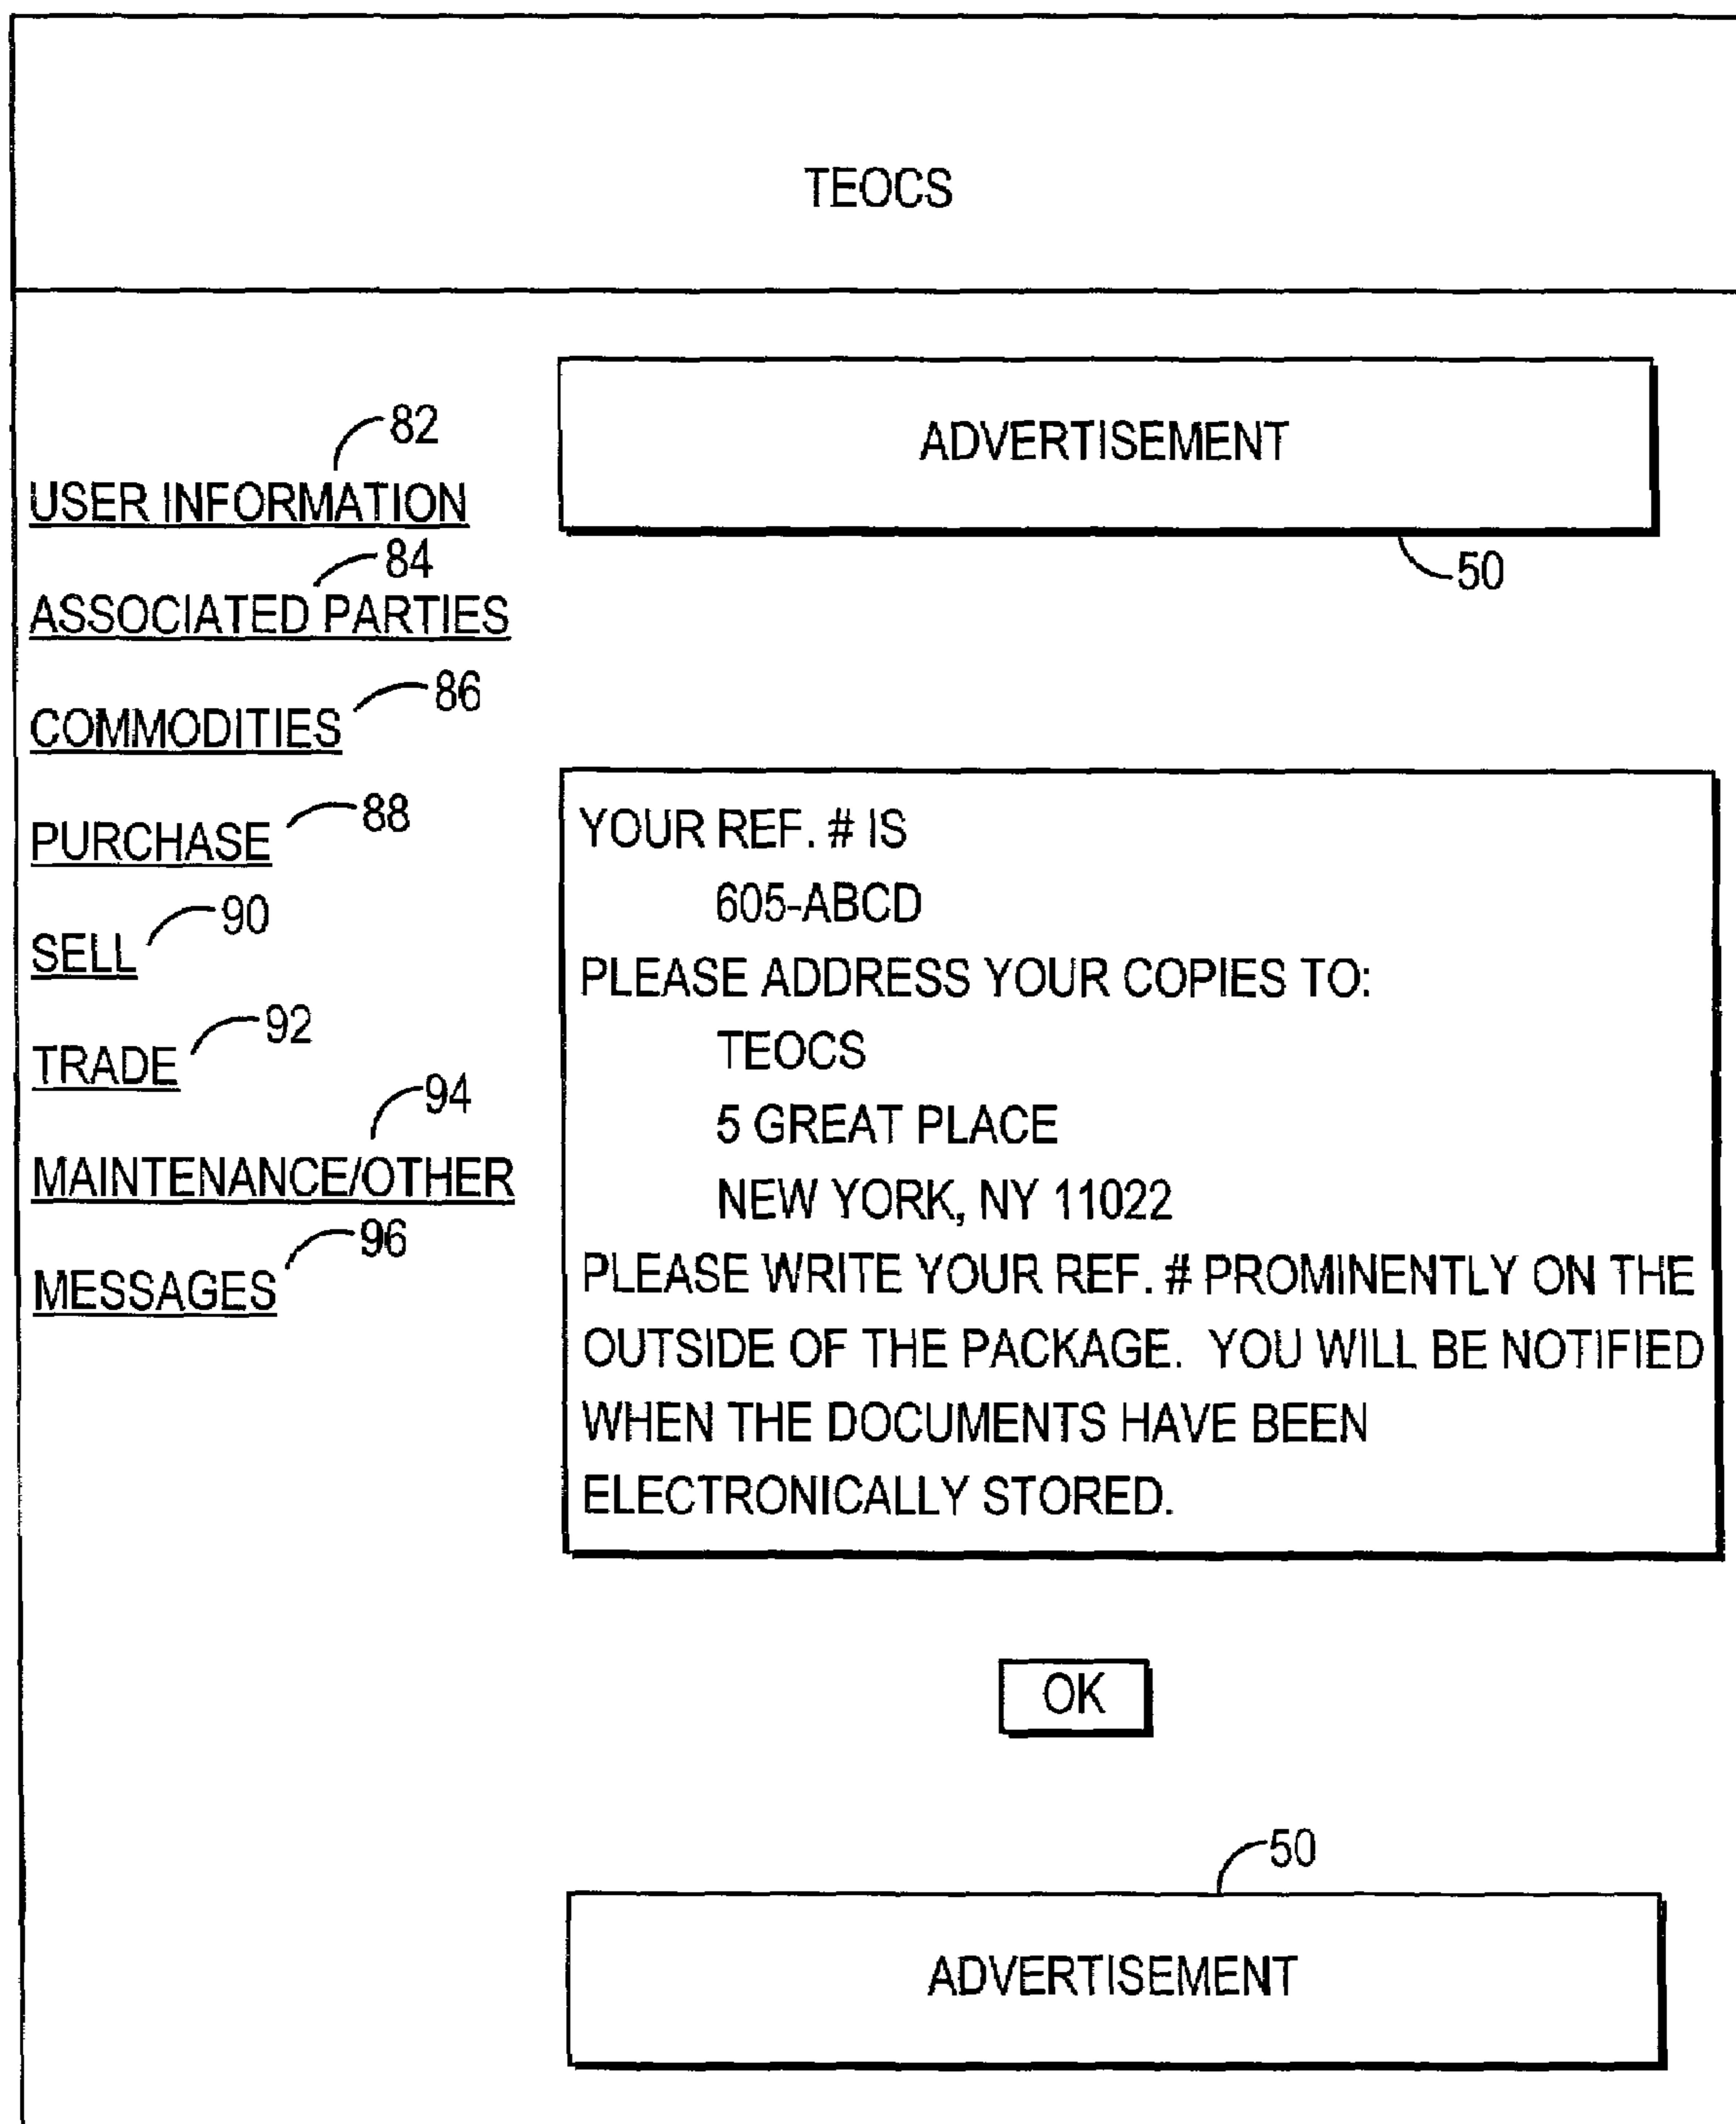 TEOCS
ADVERTISEMENT
50
82
USER INFORMATION
84
ASSOCIATED PARTIES
86
COMMODITIES
88
PURCHASE
90
SELL
92
TRADE
94
MAINTENANCE/OTHER
96
MESSAGES
YOUR REF. # IS
605-ABCD
PLEASE ADDRESS YOUR COPIES TO:
TEOCS
5 GREAT PLACE
NEW YORK, NY 11022
PLEASE WRITE YOUR REF. # PROMINENTLY ON THE
OUTSIDE OF THE PACKAGE. YOU WILL BE NOTIFIED
WHEN THE DOCUMENTS HAVE BEEN
ELECTRONICALLY STORED.
OK
50
ADVERTISEMENT